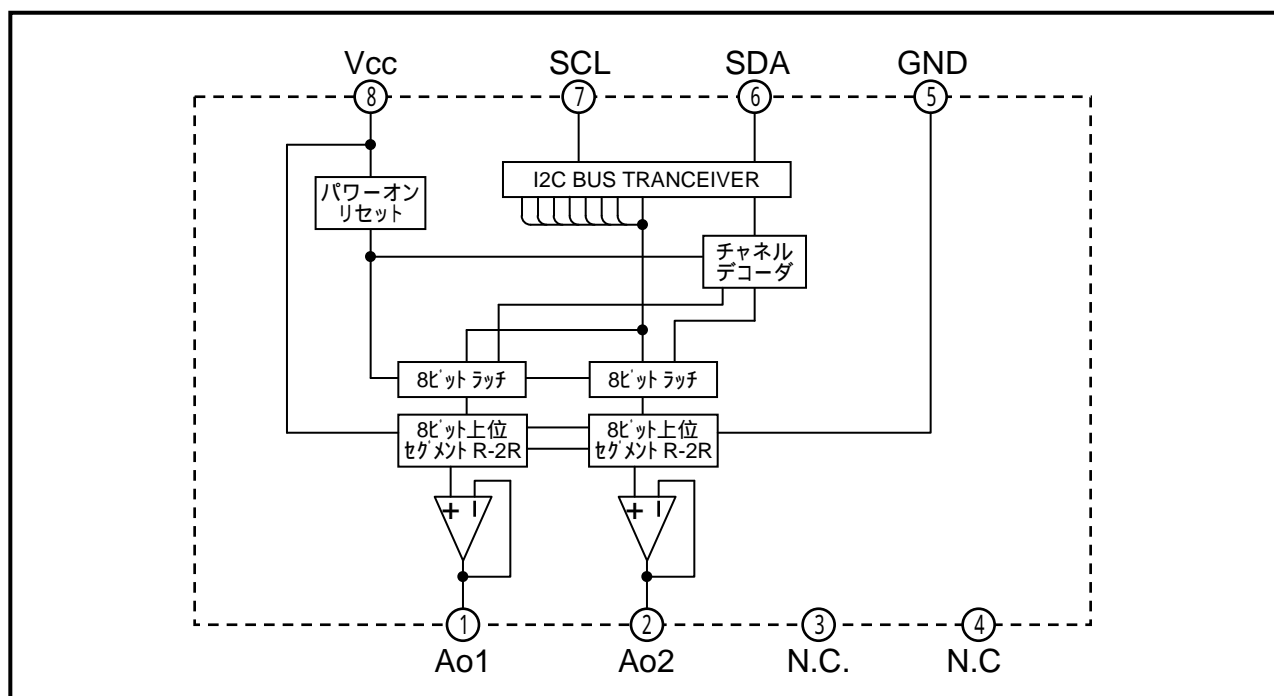 Vcc SCL SDA GND
8 7 6 5
I2C BUS TRANCEIVER
パワーオン
リセット
チャネル
デコーダ
8ビット ラッチ 8ビット ラッチ
8ビット上位 8ビット上位
セグメント R-2R セグメント R-2R
+ − + −
1 2 3 4
Ao1 Ao2 N.C. N.C